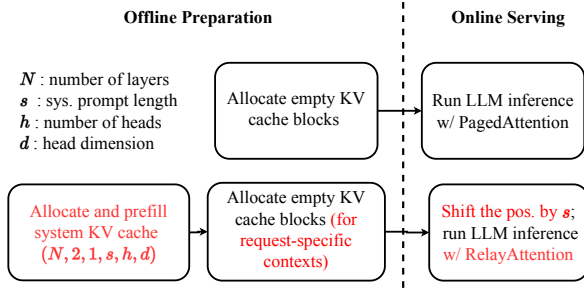 Offline Preparation
Online Serving
N : number of layers
s : sys. prompt length
h : number of heads
d : head dimension
Allocate empty KV
cache blocks
Run LLM inference
w/ PagedAttention
Allocate and prefill
system KV cache
(N, 2, 1, s, h, d)
Allocate empty KV
cache blocks (for
request-specific
contexts)
Shift the pos. by s;
run LLM inference
w/ RelayAttention